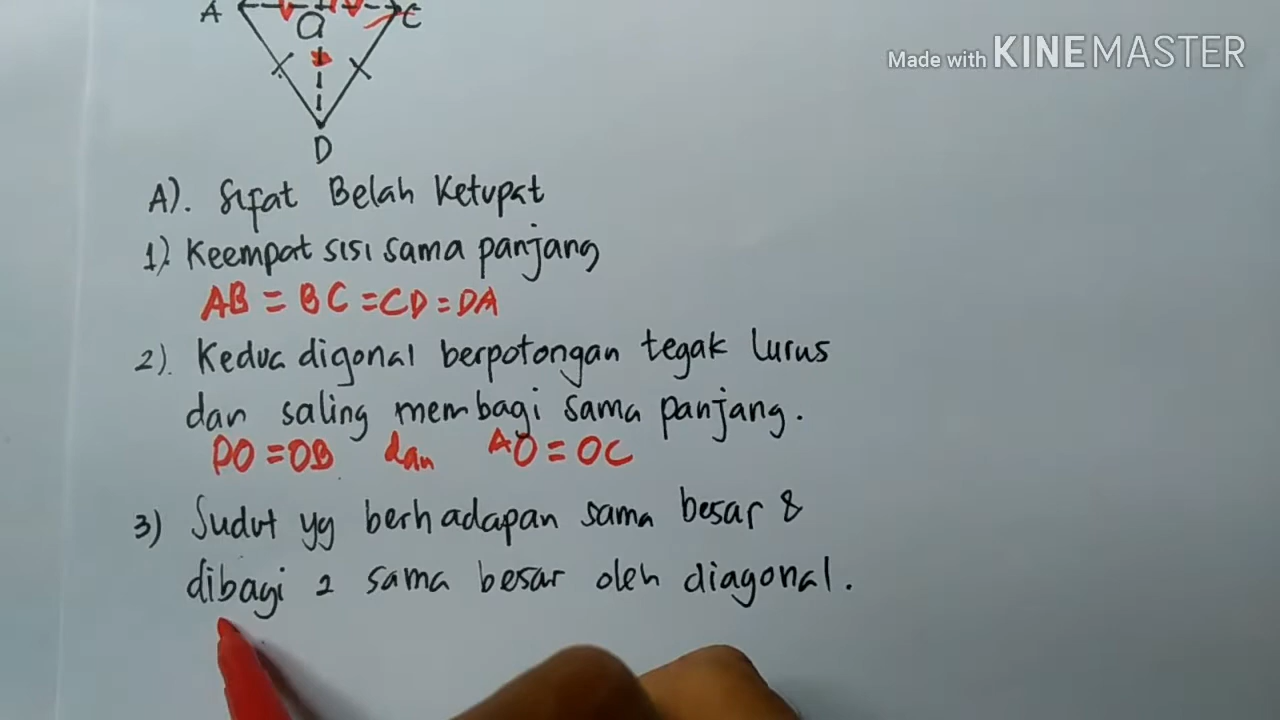 A C
O
Made with KINEMASTER
D
A). Sifat Belah Ketupat
1). Keempat sisi sama panjang
AB = BC = CD = DA
2). Kedua digonal berpotongan tegak lurus
dan saling membagi sama panjang.
DO = OB dan AO = OC
3) Sudut yg berhadapan sama besar &
dibagi 2 sama besar oleh diagonal.